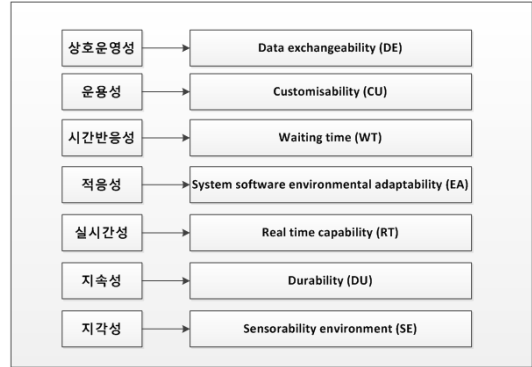 상호운영성 Data exchangeability (DE)
운용성 Customisability (CU)
시간반응성 Waiting time (WT)
적응성 System software environmental adaptability (EA)
실시간성 Real time capability (RT)
지속성 Durability (DU)
지각성 Sensorability environment (SE)